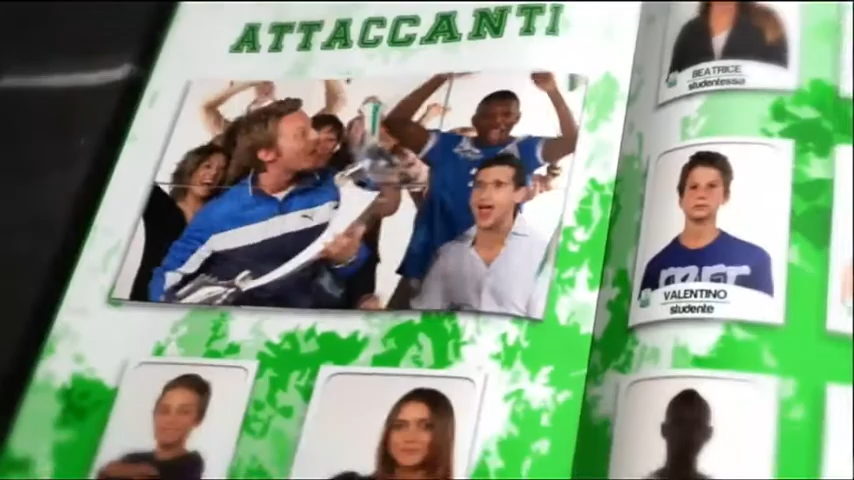 ATTACCANTI
BEATRICE
studentessa
VALENTINO
studente